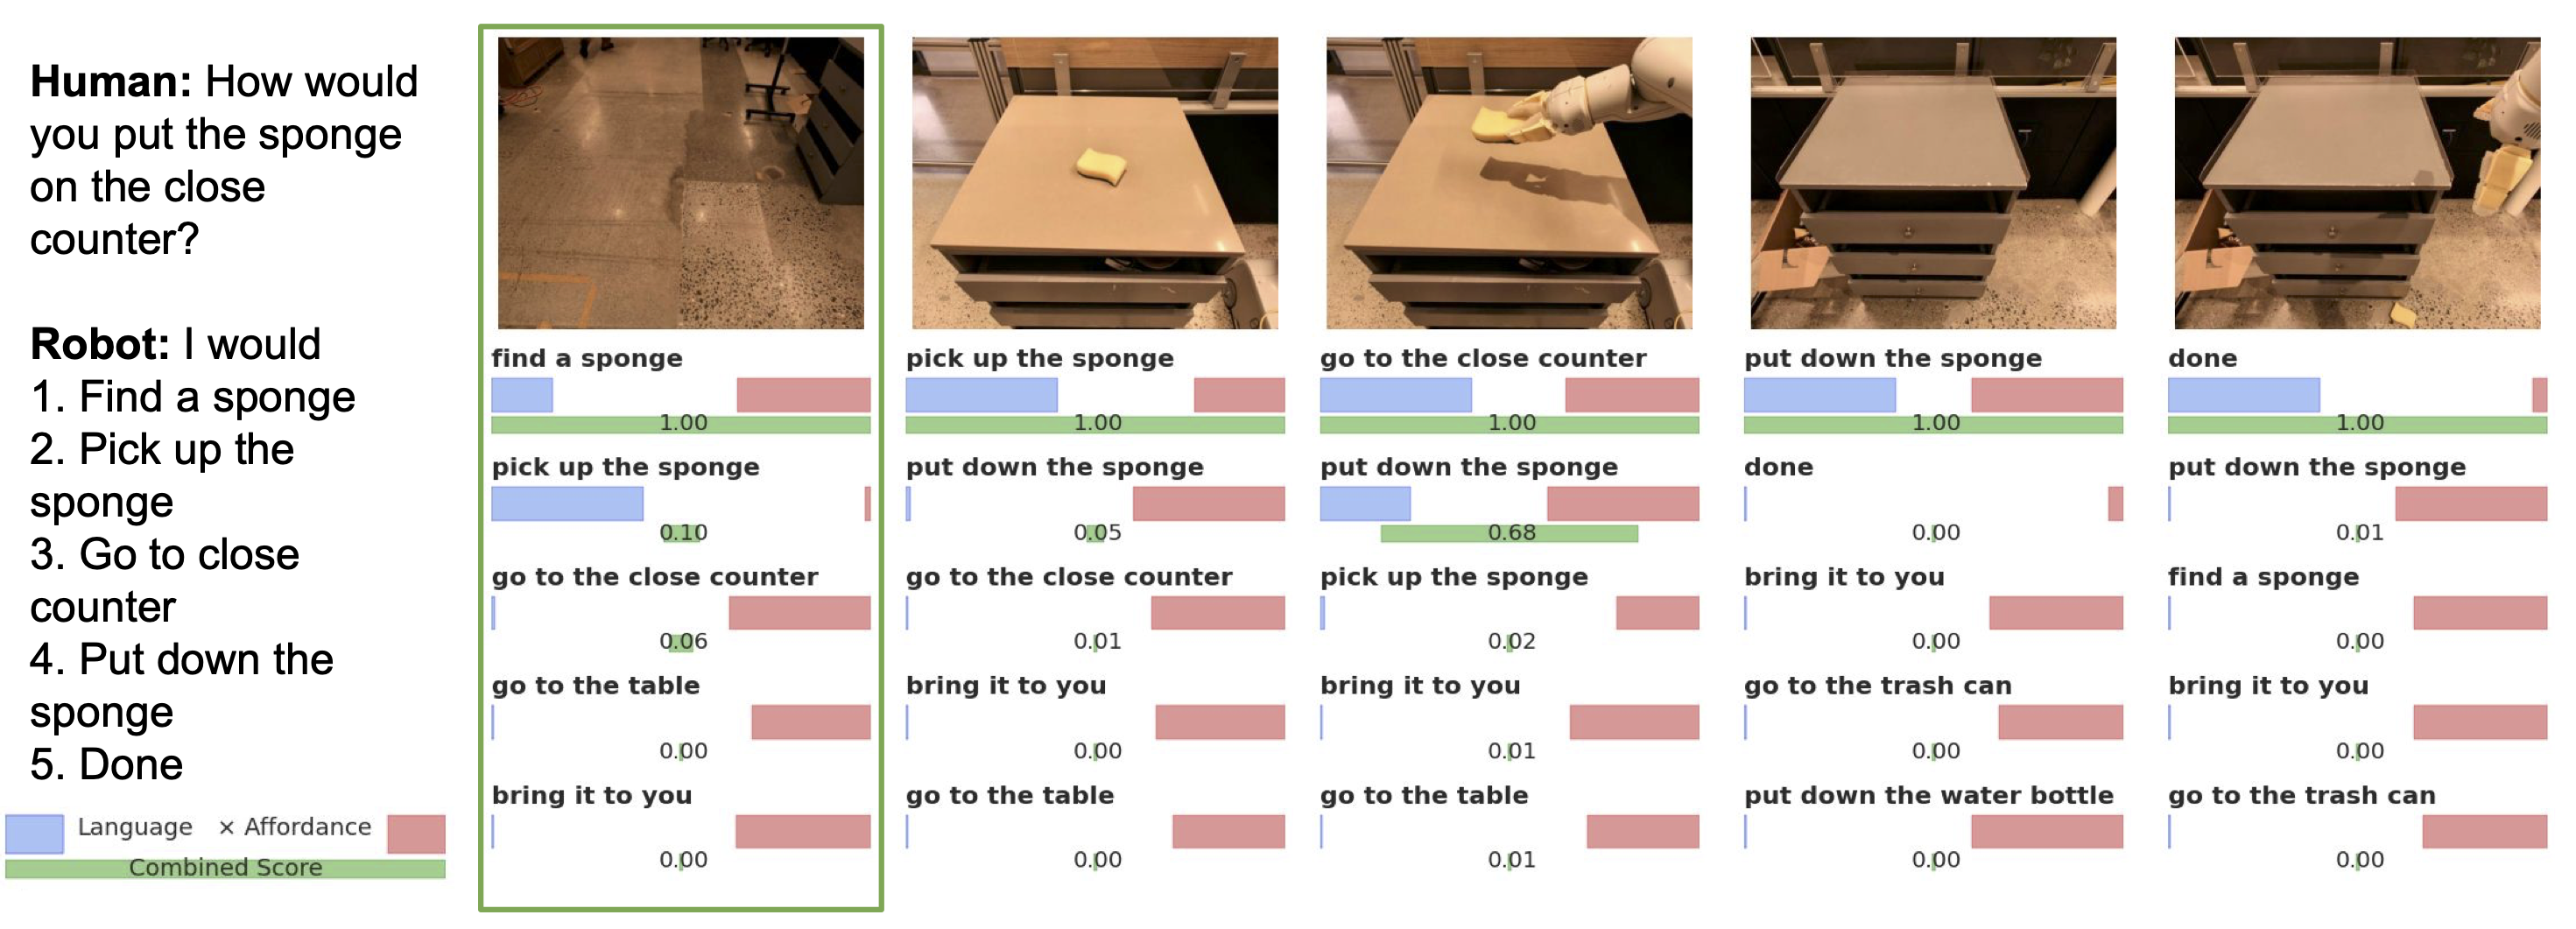 Human: How would
you put the sponge
on the close
counter?
Robot: I would
1. Find a sponge
2. Pick up the
sponge
3. Go to close
counter
4. Put down the
sponge
5. Done
Language × Affordance
Combined Score
find a sponge
1.00
pick up the sponge
0.10
go to the close counter
0.06
go to the table
0.00
bring it to you
0.00
pick up the sponge
1.00
put down the sponge
0.05
go to the close counter
0.01
bring it to you
0.00
go to the table
0.00
go to the close counter
1.00
put down the sponge
0.68
pick up the sponge
0.02
bring it to you
0.01
go to the table
0.01
put down the sponge
1.00
done
0.00
bring it to you
0.00
go to the trash can
0.00
put down the water bottle
0.00
done
1.00
put down the sponge
0.01
find a sponge
0.00
bring it to you
0.00
go to the trash can
0.00